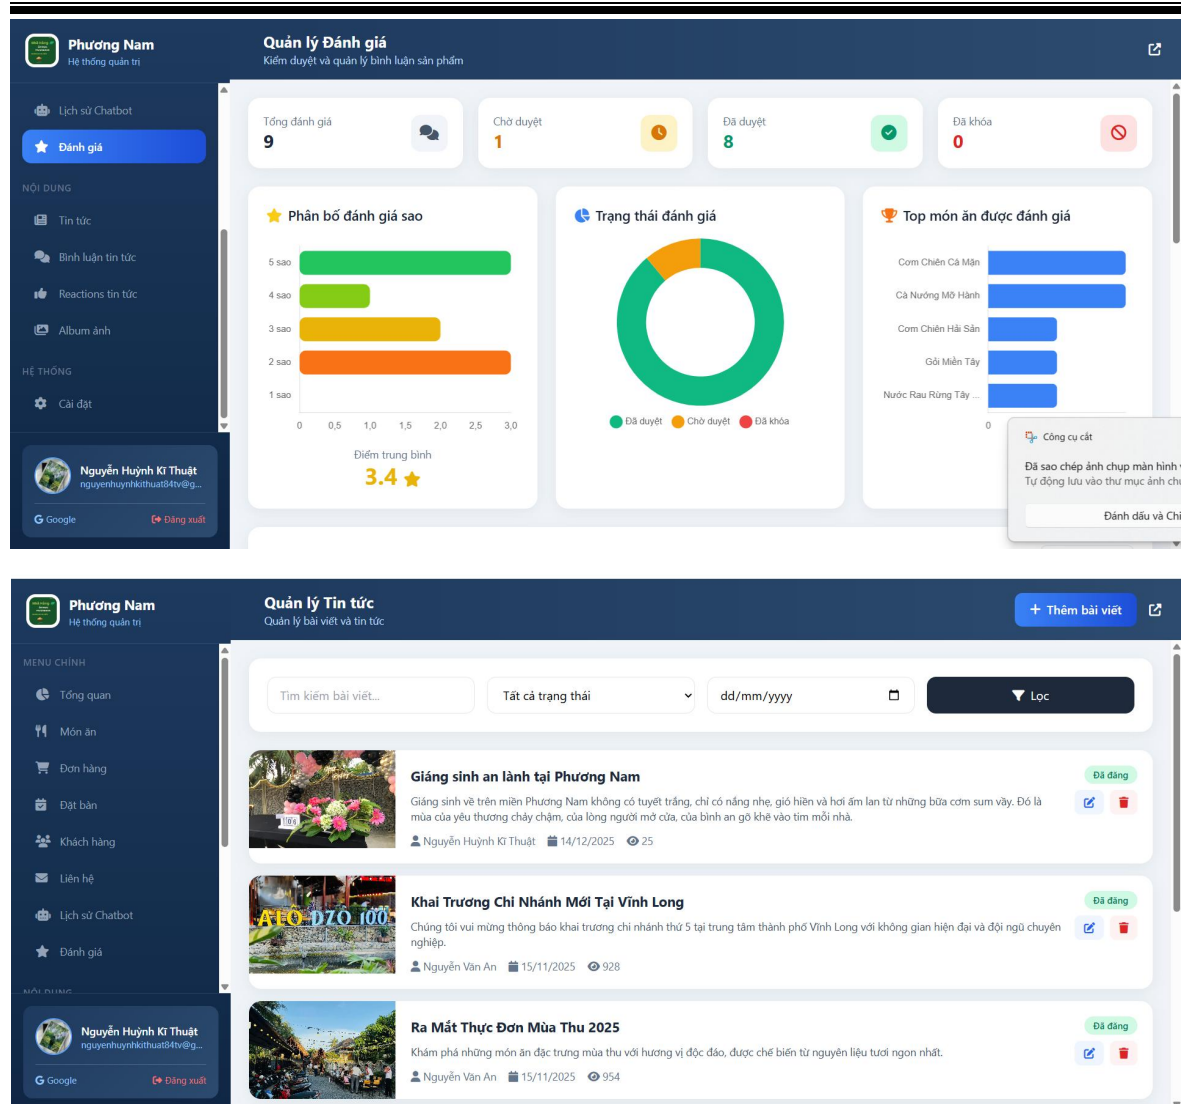 Phương Nam
Hệ thống quản trị
Quản lý Đánh giá
Kiểm duyệt và quản lý bình luận sản phẩm
Lịch sử Chatbot
Đánh giá
NỘI DUNG
Tin tức
Bình luận tin tức
Reactions tin tức
Album ảnh
HỆ THỐNG
Cài đặt
Nguyễn Huỳnh Kĩ Thuật
nguyenhuynhkithuat84tv@g...
Google
Đăng xuất
Tổng đánh giá
9
Chờ duyệt
1
Đã duyệt
8
Đã khóa
0
Phân bố đánh giá sao
5 sao
4 sao
3 sao
2 sao
1 sao
0 0,5 1,0 1,5 2,0 2,5 3,0
Điểm trung bình
3.4
Trạng thái đánh giá
Đã duyệt Chờ duyệt Đã khóa
Top món ăn được đánh giá
Cơm Chiên Cá Mặn
Cà Nướng Mỡ Hành
Cơm Chiên Hải Sản
Gỏi Miền Tây
Nước Rau Rừng Tây ...
0
Công cụ cắt
Đã sao chép ảnh chụp màn hình
Tự động lưu vào thư mục ảnh
Đánh dấu và
Phương Nam
Hệ thống quản trị
Quản lý Tin tức
Quản lý bài viết và tin tức
+ Thêm bài viết
MENU CHÍNH
Tổng quan
Món ăn
Đơn hàng
Đặt bàn
Khách hàng
Liên hệ
Lịch sử Chatbot
Đánh giá
NỘI DUNG
Nguyễn Huỳnh Kĩ Thuật
nguyenhuynhkithuat84tv@g...
Google
Đăng xuất
Tìm kiếm bài viết...
Tất cả trạng thái
dd/mm/yyyy
Lọc
Giáng sinh an lành tại Phương Nam
Đã đăng
Giáng sinh về trên miền Phương Nam không có tuyết trắng, chỉ có nắng nhẹ, gió hiền và hơi ấm lan từ những bữa cơm sum vầy. Đó là
mùa của yêu thương chảy chậm, của lòng người mở cửa, của bình an gõ khẽ vào tim mỗi nhà.
Nguyễn Huỳnh Kĩ Thuật 14/12/2025 25
ALÔ DZÔ 100
Khai Trương Chi Nhánh Mới Tại Vĩnh Long
Đã đăng
Chúng tôi vui mừng thông báo khai trương chi nhánh thứ 5 tại trung tâm thành phố Vĩnh Long với không gian hiện đại và đội ngũ chuyên
nghiệp.
Nguyễn Văn An 15/11/2025 928
Ra Mắt Thực Đơn Mùa Thu 2025
Đã đăng
Khám phá những món ăn đặc trưng mùa thu với hương vị độc đáo, được chế biến từ nguyên liệu tươi ngon nhất.
Nguyễn Văn An 15/11/2025 954